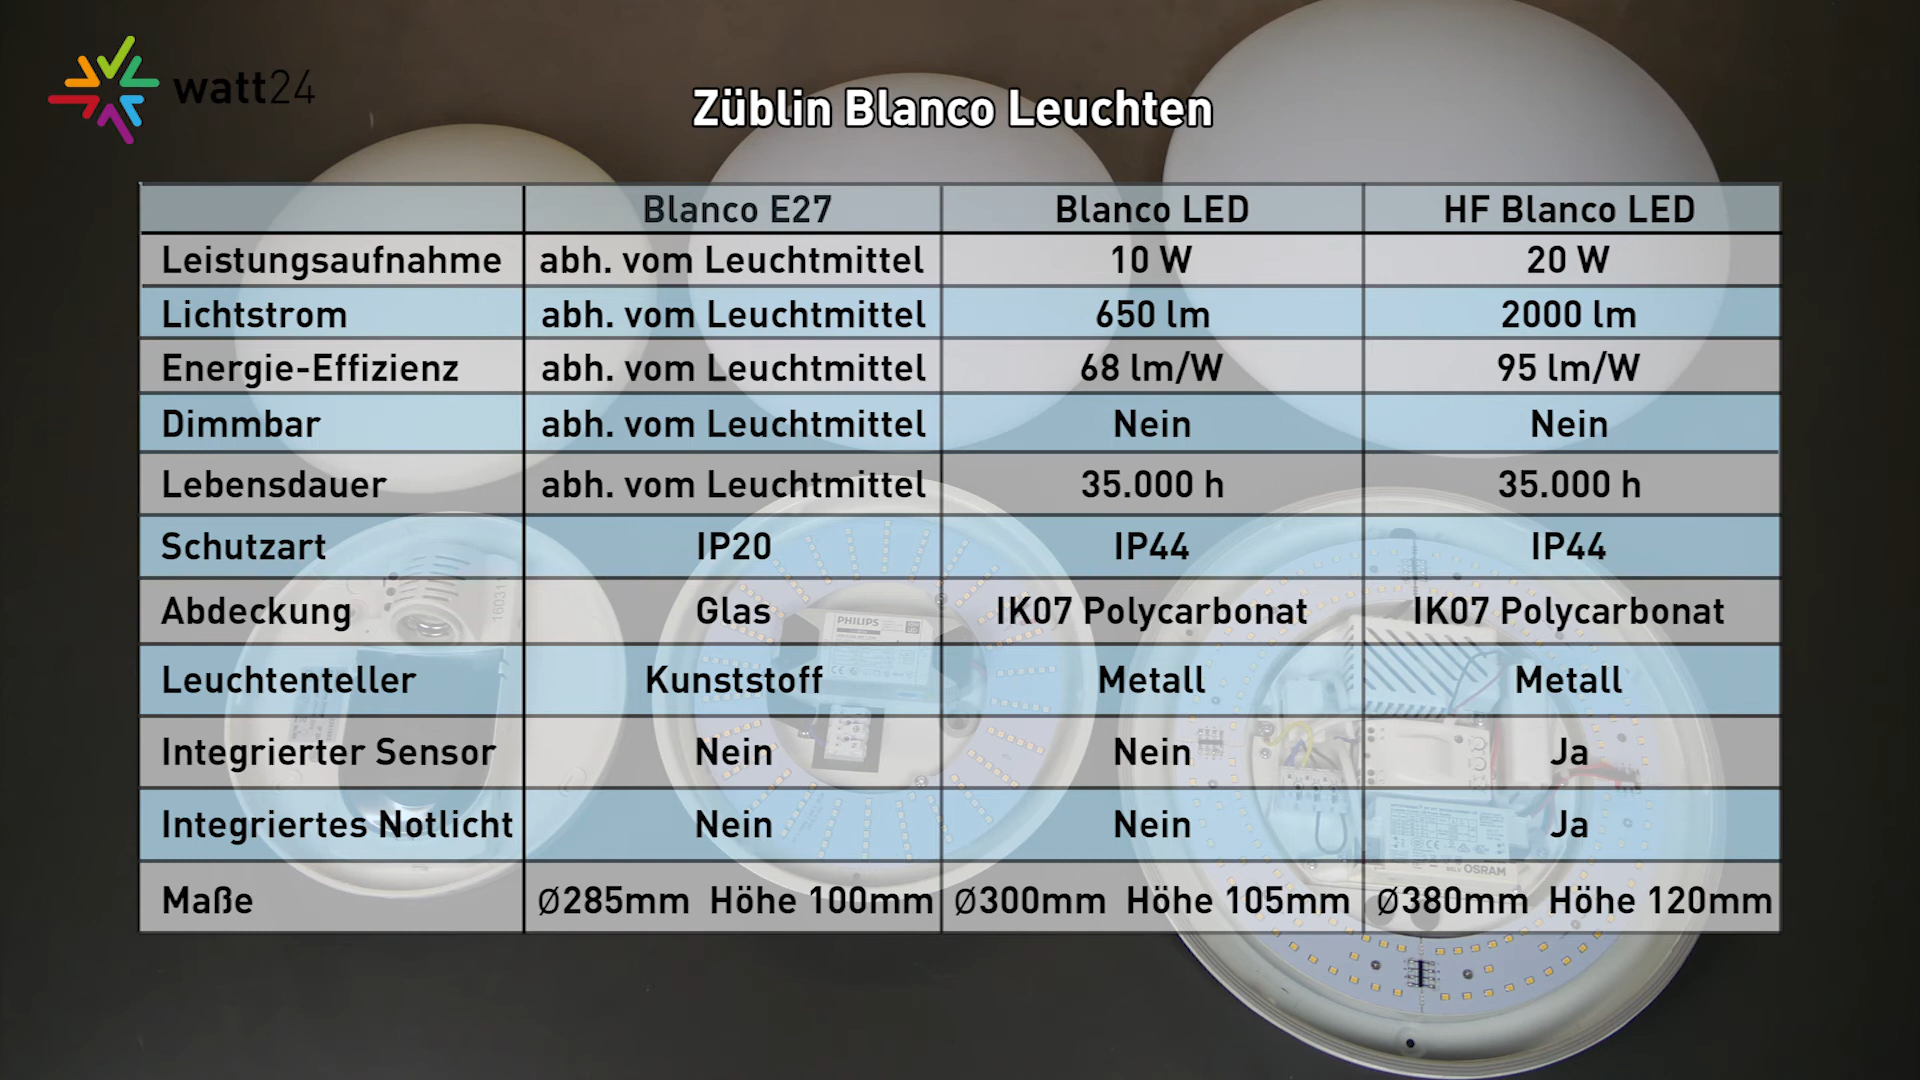 watt24
Züblin Blanco Leuchten
Blanco E27 Blanco LED HF Blanco LED
Leistungsaufnahme abh. vom Leuchtmittel 10 W 20 W
Lichtstrom abh. vom Leuchtmittel 650 lm 2000 lm
Energie-Effizienz abh. vom Leuchtmittel 68 lm/W 95 lm/W
Dimmbar abh. vom Leuchtmittel Nein Nein
Lebensdauer abh. vom Leuchtmittel 35.000 h 35.000 h
Schutzart IP20 IP44 IP44
160311
Abdeckung Glas IK07 Polycarbonat IK07 Polycarbonat
PHILIPS
Leuchtenteller Kunststoff Metall Metall
Integrierter Sensor Nein Nein Ja
Integriertes Notlicht Nein Nein Ja
OSRAM
Maße Ø285mm Höhe 100mm Ø300mm Höhe 105mm Ø380mm Höhe 120mm